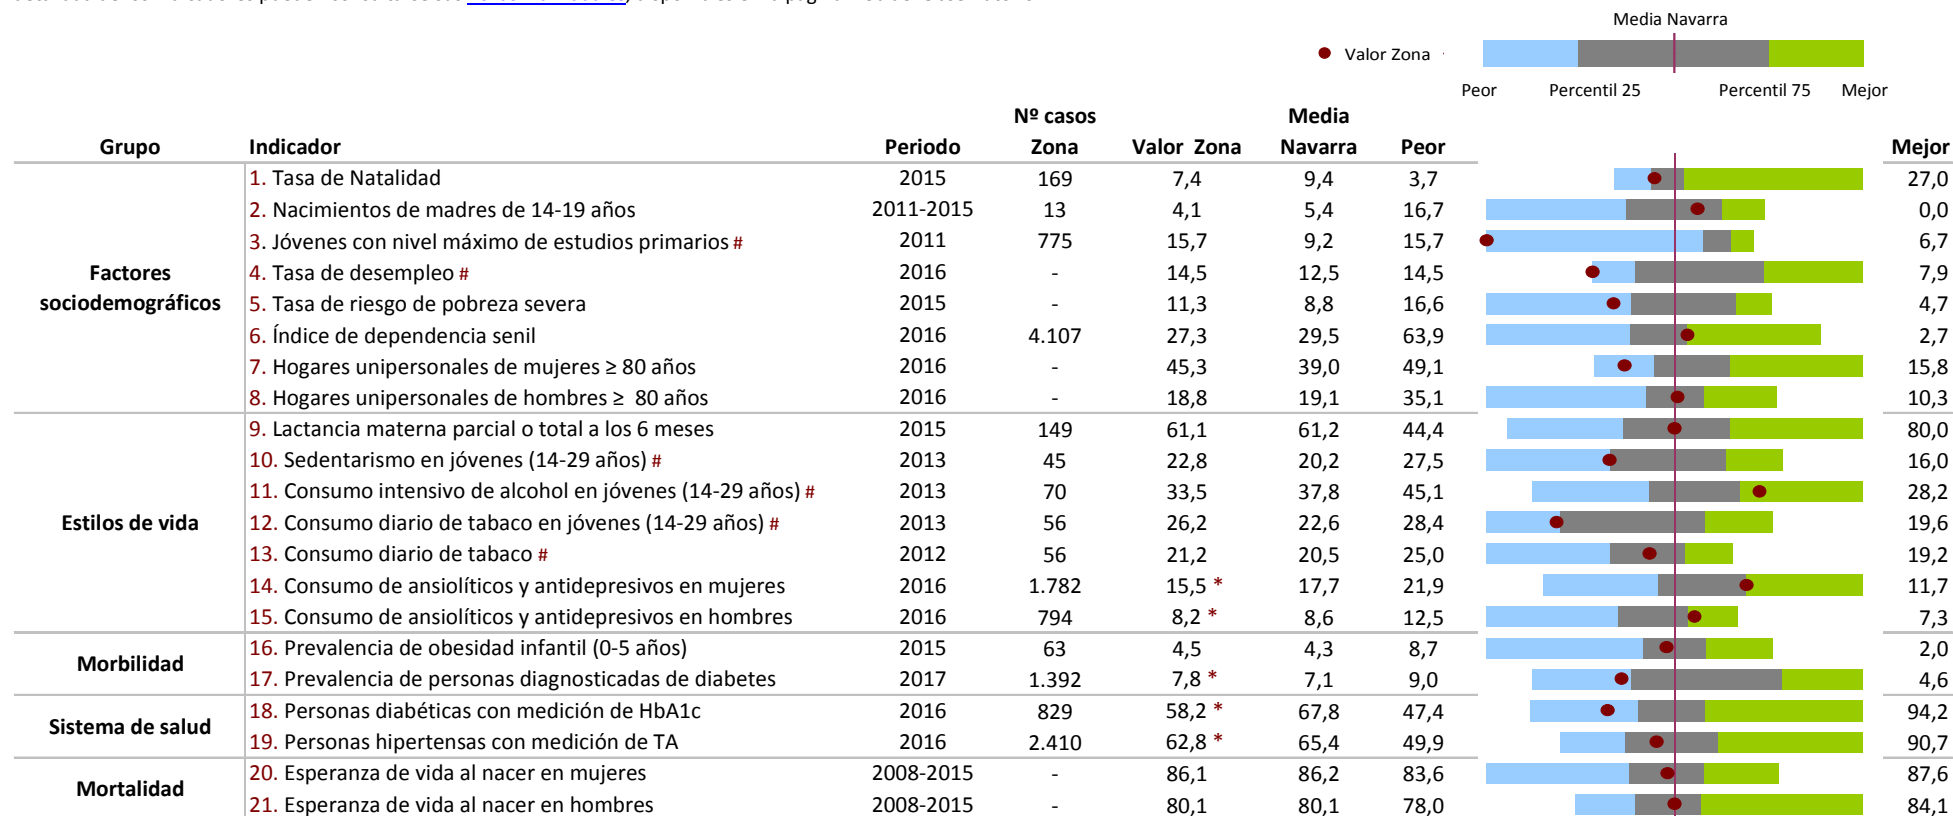 Media Navarra
Valor Zona
Peor Percentil 25 Percentil 75 Mejor
Nº casos Media
Grupo Indicador Periodo Zona Valor Zona Navarra Peor Mejor
1. Tasa de Natalidad 2015 169 7,4 9,4 3,7 27,0
2. Nacimientos de madres de 14-19 años 2011-2015 13 4,1 5,4 16,7 0,0
3. Jóvenes con nivel máximo de estudios primarios # 2011 775 15,7 9,2 15,7 6,7
Factores 4. Tasa de desempleo # 2016 - 14,5 12,5 14,5 7,9
sociodemográficos 5. Tasa de riesgo de pobreza severa 2015 - 11,3 8,8 16,6 4,7
6. Índice de dependencia senil 2016 4.107 27,3 29,5 63,9 2,7
7. Hogares unipersonales de mujeres ≥ 80 años 2016 - 45,3 39,0 49,1 15,8
8. Hogares unipersonales de hombres ≥ 80 años 2016 - 18,8 19,1 35,1 10,3
9. Lactancia materna parcial o total a los 6 meses 2015 149 61,1 61,2 44,4 80,0
10. Sedentarismo en jóvenes (14-29 años) # 2013 45 22,8 20,2 27,5 16,0
11. Consumo intensivo de alcohol en jóvenes (14-29 años) # 2013 70 33,5 37,8 45,1 28,2
Estilos de vida 12. Consumo diario de tabaco en jóvenes (14-29 años) # 2013 56 26,2 22,6 28,4 19,6
13. Consumo diario de tabaco # 2012 56 21,2 20,5 25,0 19,2
14. Consumo de ansiolíticos y antidepresivos en mujeres 2016 1.782 15,5 * 17,7 21,9 11,7
15. Consumo de ansiolíticos y antidepresivos en hombres 2016 794 8,2 * 8,6 12,5 7,3
Morbilidad 16. Prevalencia de obesidad infantil (0-5 años) 2015 63 4,5 4,3 8,7 2,0
17. Prevalencia de personas diagnosticadas de diabetes 2017 1.392 7,8 * 7,1 9,0 4,6
Sistema de salud 18. Personas diabéticas con medición de HbA1c 2016 829 58,2 * 67,8 47,4 94,2
19. Personas hipertensas con medición de TA 2016 2.410 62,8 * 65,4 49,9 90,7
Mortalidad 20. Esperanza de vida al nacer en mujeres 2008-2015 - 86,1 86,2 83,6 87,6
21. Esperanza de vida al nacer en hombres 2008-2015 - 80,1 80,1 78,0 84,1